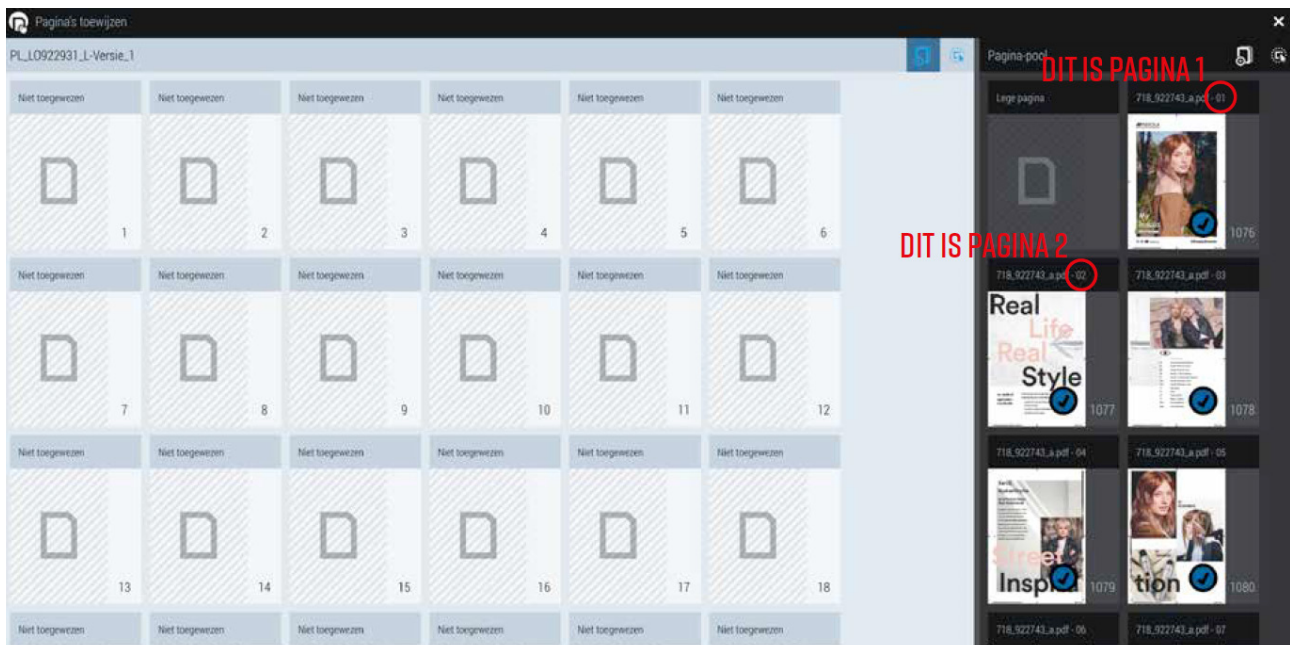 Pagina's toewijzen
PL_LO922931_L-Versie_1
Pagina-pool
DIT IS PAGINA 1
Niet toegewezen Niet toegewezen Niet toegewezen Niet toegewezen Niet toegewezen Niet toegewezen
Lege pagina 718_922743_a.pdf - 01
1 2 3 4 5 6
1076
DIT IS PAGINA 2
Niet toegewezen Niet toegewezen Niet toegewezen Niet toegewezen Niet toegewezen Niet toegewezen
718_922743_a.pdf - 02 718_922743_a.pdf - 03
Real
Life
Real
Style
7 8 9 10 11 12
1077 1078
Niet toegewezen Niet toegewezen Niet toegewezen Niet toegewezen Niet toegewezen Niet toegewezen
718_922743_a.pdf - 04 718_922743_a.pdf - 05
Street
Inspi tion
13 14 15 16 17 18
1079 1080
Niet toegewezen Niet toegewezen Niet toegewezen Niet toegewezen Niet toegewezen Niet toegewezen
718_922743_a.pdf - 06 718_922743_a.pdf - 07